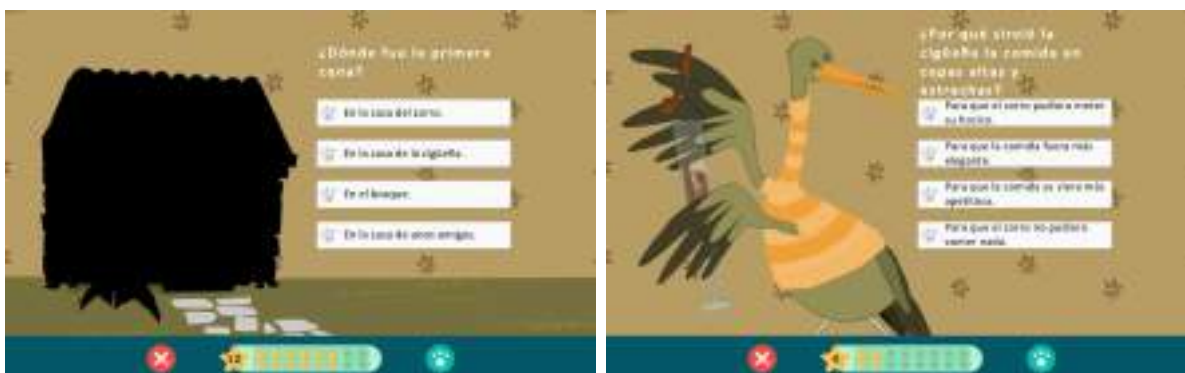 ¿Dónde fue la primera
cena?
En la casa del zorro.
En la casa de la cigüeña.
En el bosque.
En la casa de unos amigos.
12
¿Por qué sirvió la
cigüeña la comida en
copas altas y
estrechas?
Para que el zorro pudiera meter
su hocico.
Para que la comida fuera más
elegante.
Para que la comida se viera más
apetitosa.
Para que el zorro no pudiera
comer nada.